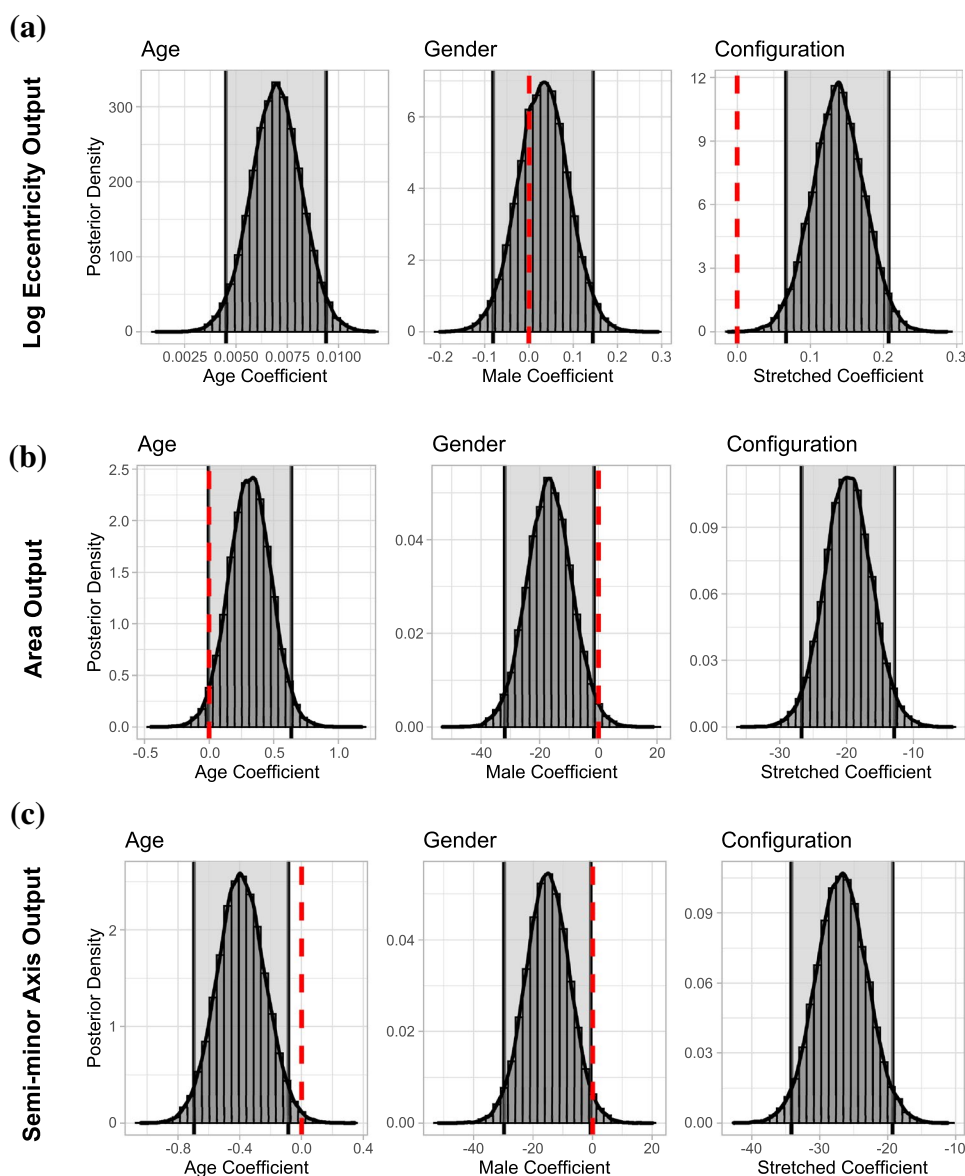 (a)
Log Eccentricity Output
Age
Gender
Configuration
Posterior Density
300
200
100
0
0.0025 0.0050 0.0075 0.0100
Age Coefficient
6
4
2
0
-0.2 -0.1 0.0 0.1 0.2 0.3
Male Coefficient
12
9
6
3
0
0.0 0.1 0.2 0.3
Stretched Coefficient
(b)
Area Output
Age
Gender
Configuration
Posterior Density
2.5
2.0
1.5
1.0
0.5
0.0
-0.5 0.0 0.5 1.0
Age Coefficient
0.04
0.02
0.00
-40 -20 0 20
Male Coefficient
0.09
0.06
0.03
0.00
-30 -20 -10
Stretched Coefficient
(c)
Semi-minor Axis Output
Age
Gender
Configuration
Posterior Density
2
1
0
-0.8 -0.4 0.0 0.4
Age Coefficient
0.04
0.02
0.00
-40 -20 0 20
Male Coefficient
0.09
0.06
0.03
0.00
-40 -30 -20 -10
Stretched Coefficient